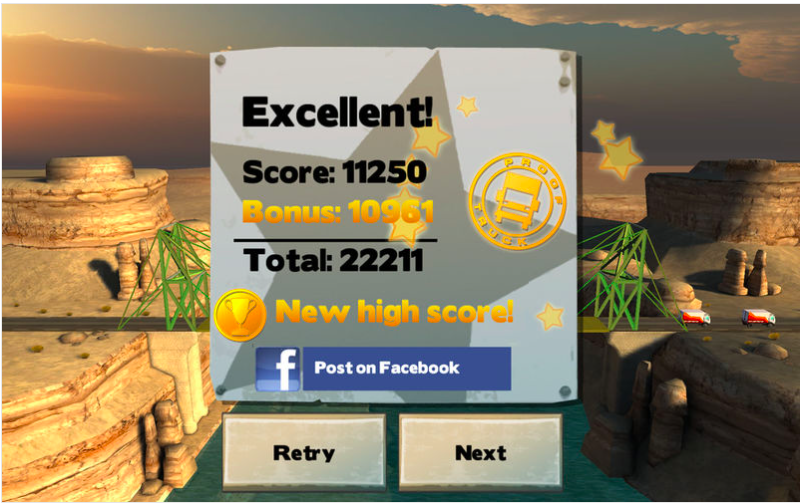 Excellent!
PROOF
TRUCK
Score: 11250
Bonus: 10961
Total: 22211
New high score!
f Post on Facebook
Retry
Next